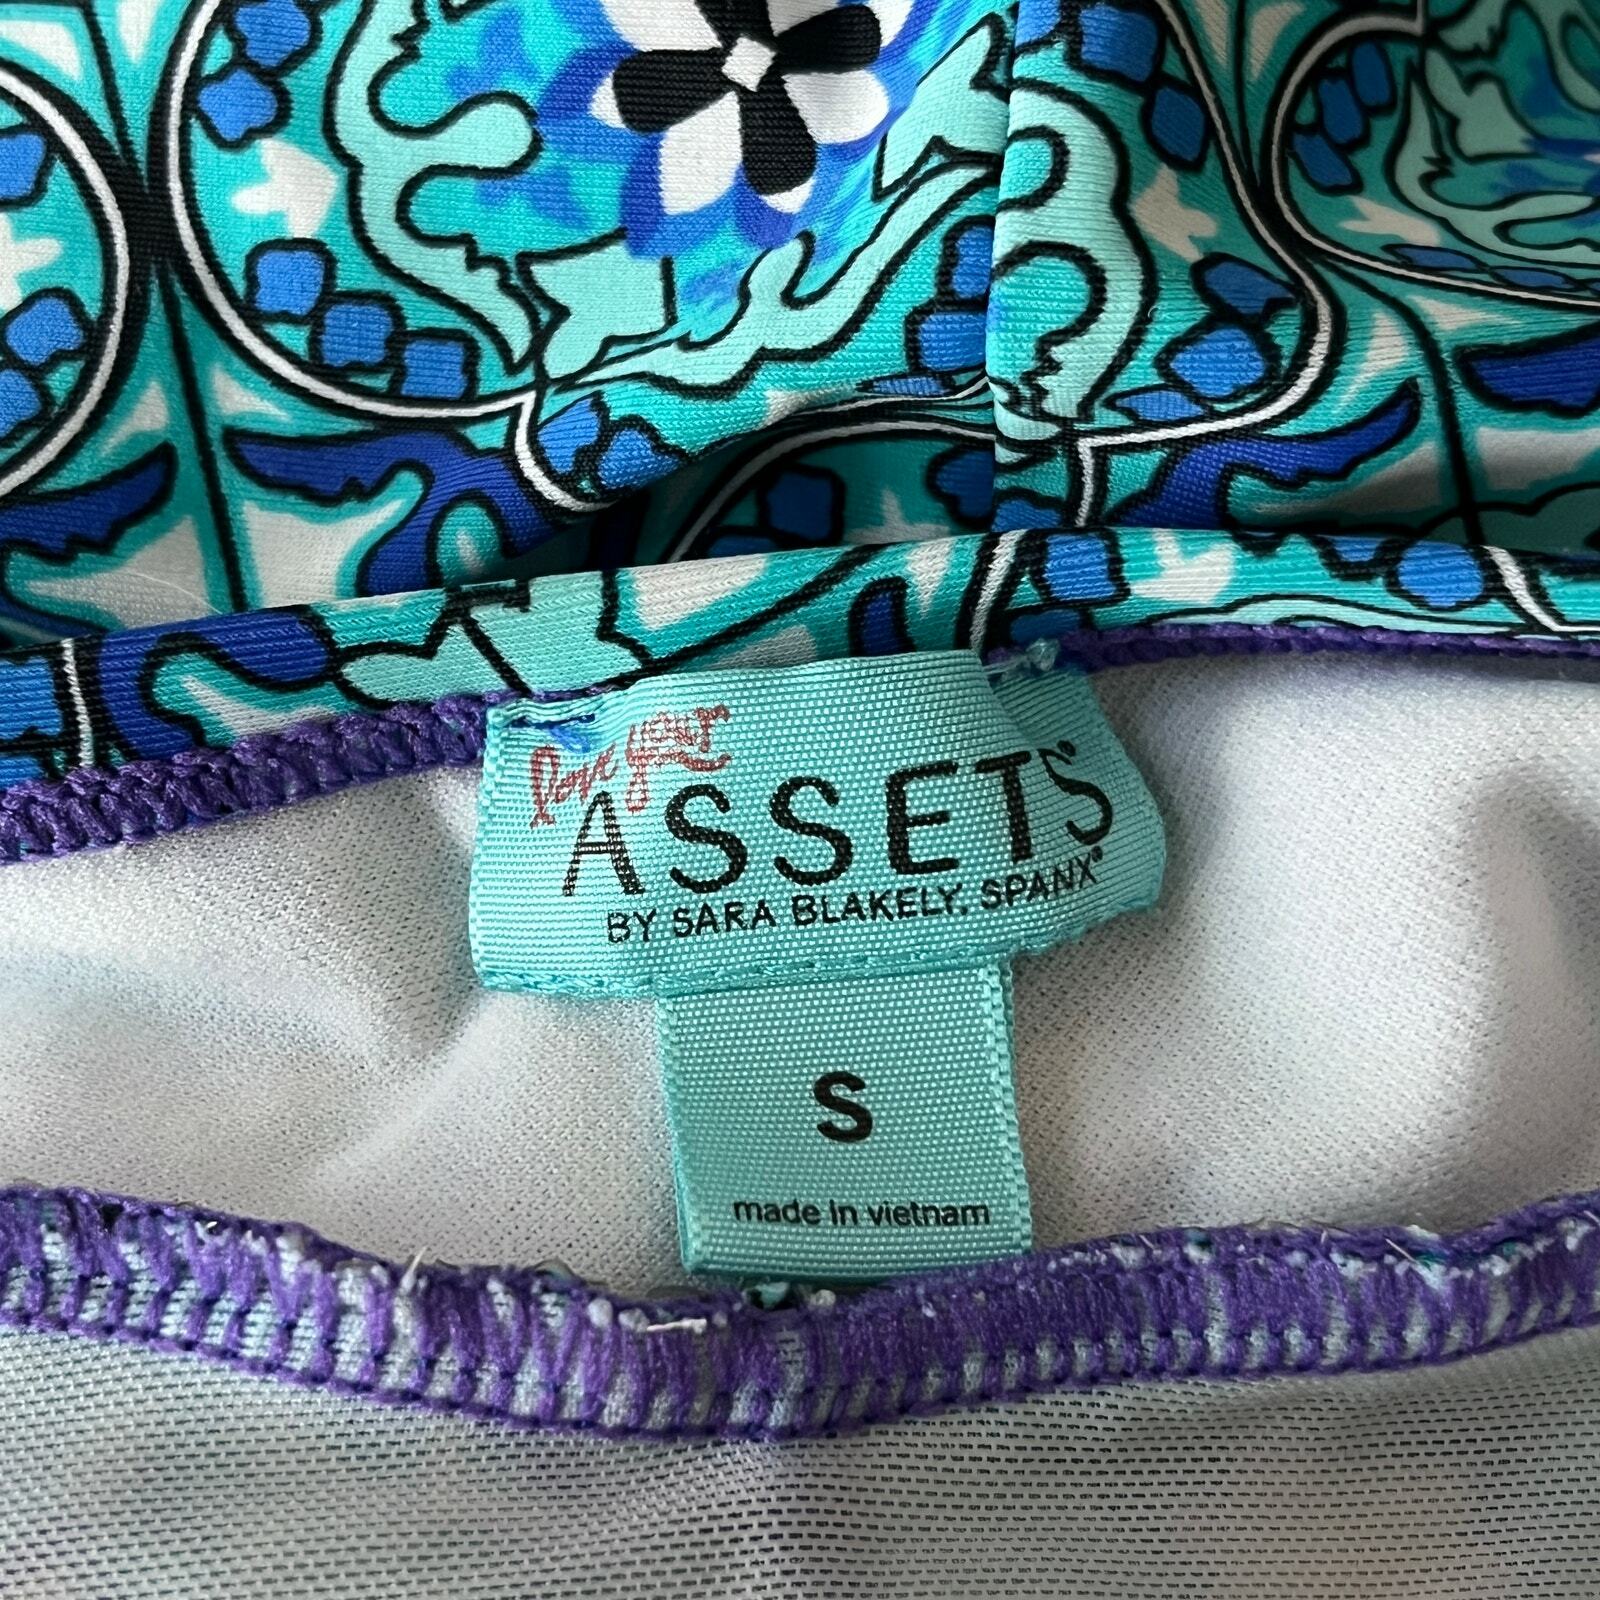 love your
ASSETS®
BY SARA BLAKELY, SPANX®
S
made in vietnam